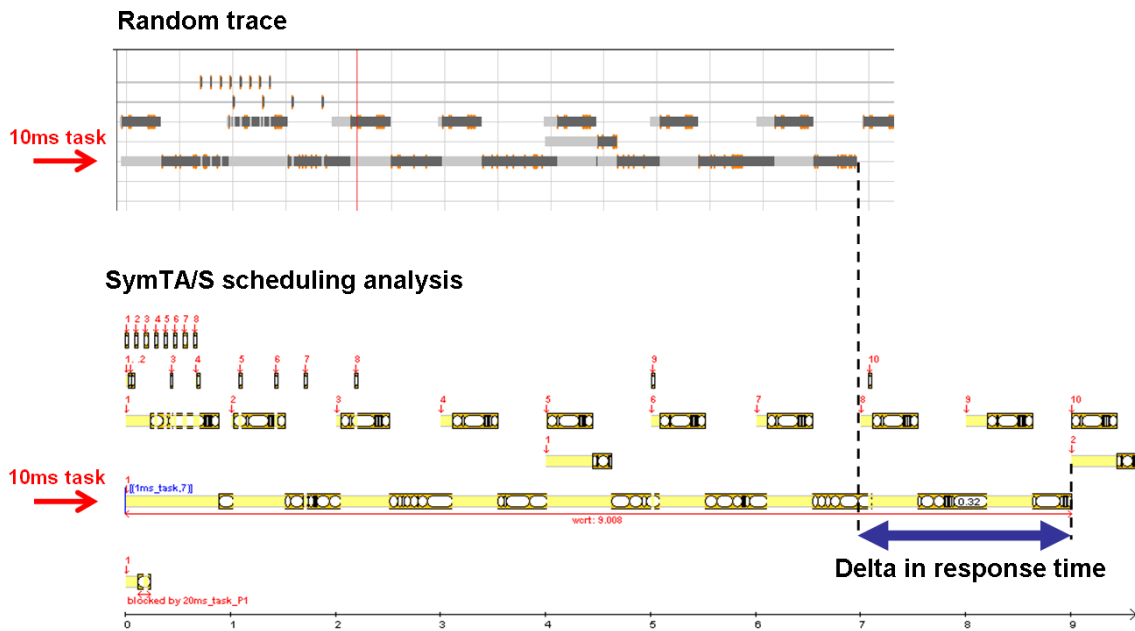 Random trace
10ms task
SymTA/S scheduling analysis
1 2 3 4 5 6 7 8
1. .2 3 4 5 6 7 8 9 10
1 2 3 4 5 6 7 8 9 10
1 2
10ms task
1
[{1ms_task,7}]
0.32
wcrt: 9.008
Delta in response time
1
blocked by 20ms_task_P1
0 1 2 3 4 5 6 7 8 9